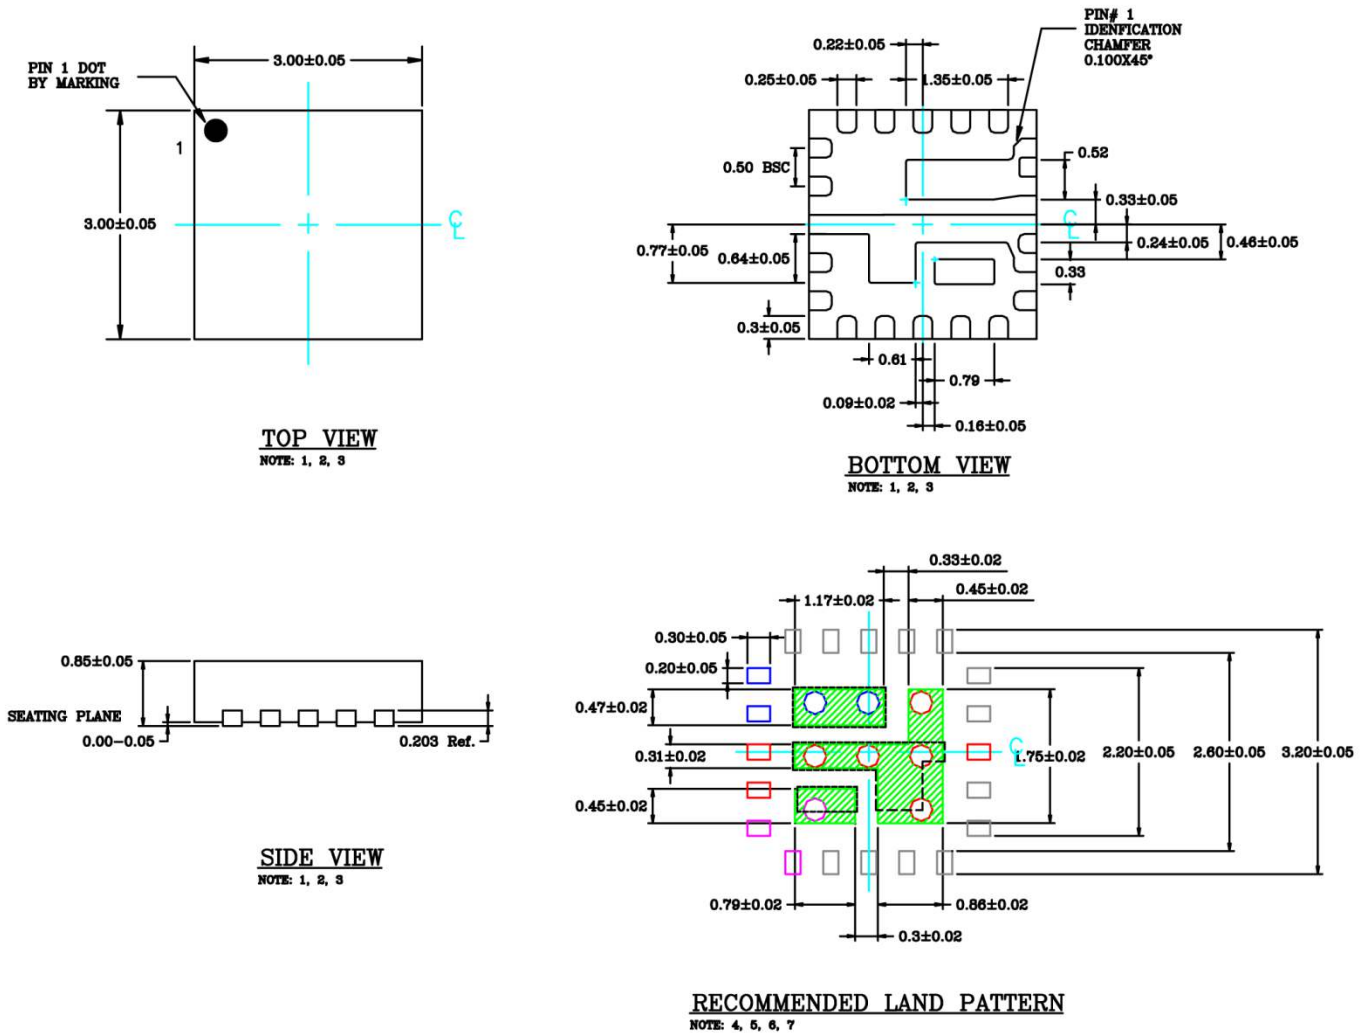 PIN 1 DOT
BY MARKING
3.00±0.05
1
3.00±0.05
CL
TOP VIEW
NOTE: 1, 2, 3
PIN# 1
IDENFICATION
CHAMFER
0.100X45°
0.22±0.05
0.25±0.05
1.35±0.05
0.50 BSC
0.52
0.33±0.05
CL
0.24±0.05
0.46±0.05
0.77±0.05
0.64±0.05
0.33
0.3±0.05
0.61
0.79
0.09±0.02
0.16±0.05
BOTTOM VIEW
NOTE: 1, 2, 3
0.85±0.05
SEATING PLANE
0.00-0.05
0.203 Ref.
SIDE VIEW
NOTE: 1, 2, 3
0.33±0.02
1.17±0.02
0.45±0.02
0.30±0.05
0.20±0.05
0.47±0.02
0.31±0.02
CL
1.75±0.02
2.20±0.05
2.60±0.05
3.20±0.05
0.45±0.02
0.79±0.02
0.86±0.02
0.3±0.02
RECOMMENDED LAND PATTERN
NOTE: 4, 5, 6, 7